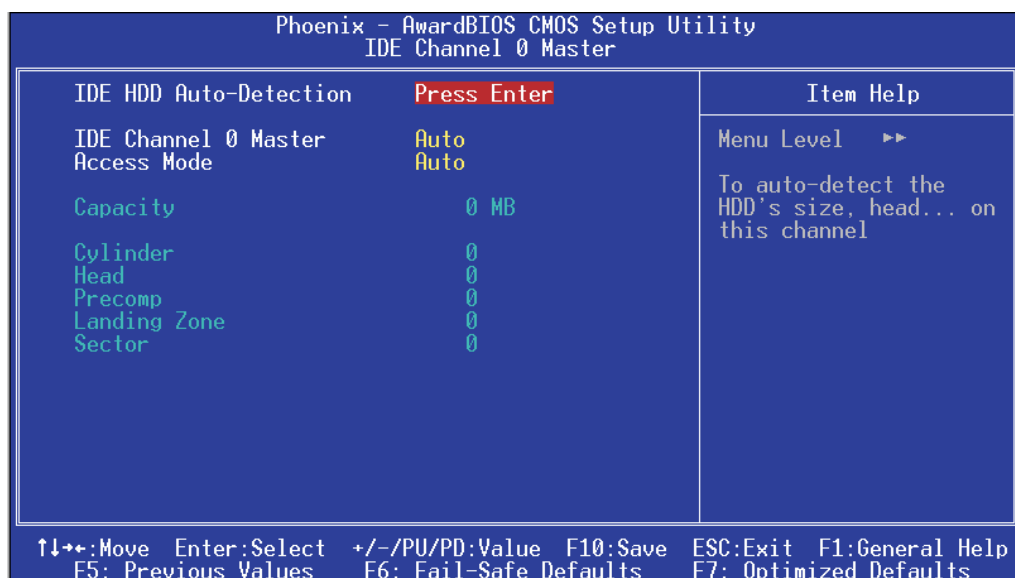 Phoenix – AwardBIOS CMOS Setup Utility
IDE Channel 0 Master
IDE HDD Auto-Detection Press Enter
IDE Channel 0 Master Auto
Access Mode Auto
Capacity 0 MB
Cylinder 0
Head 0
Precomp 0
Landing Zone 0
Sector 0
Item Help
Menu Level ►►
To auto-detect the
HDD's size, head... on
this channel
↑↓→←:Move Enter:Select +/-/PU/PD:Value F10:Save ESC:Exit F1:General Help
F5: Previous Values F6: Fail-Safe Defaults F7: Optimized Defaults